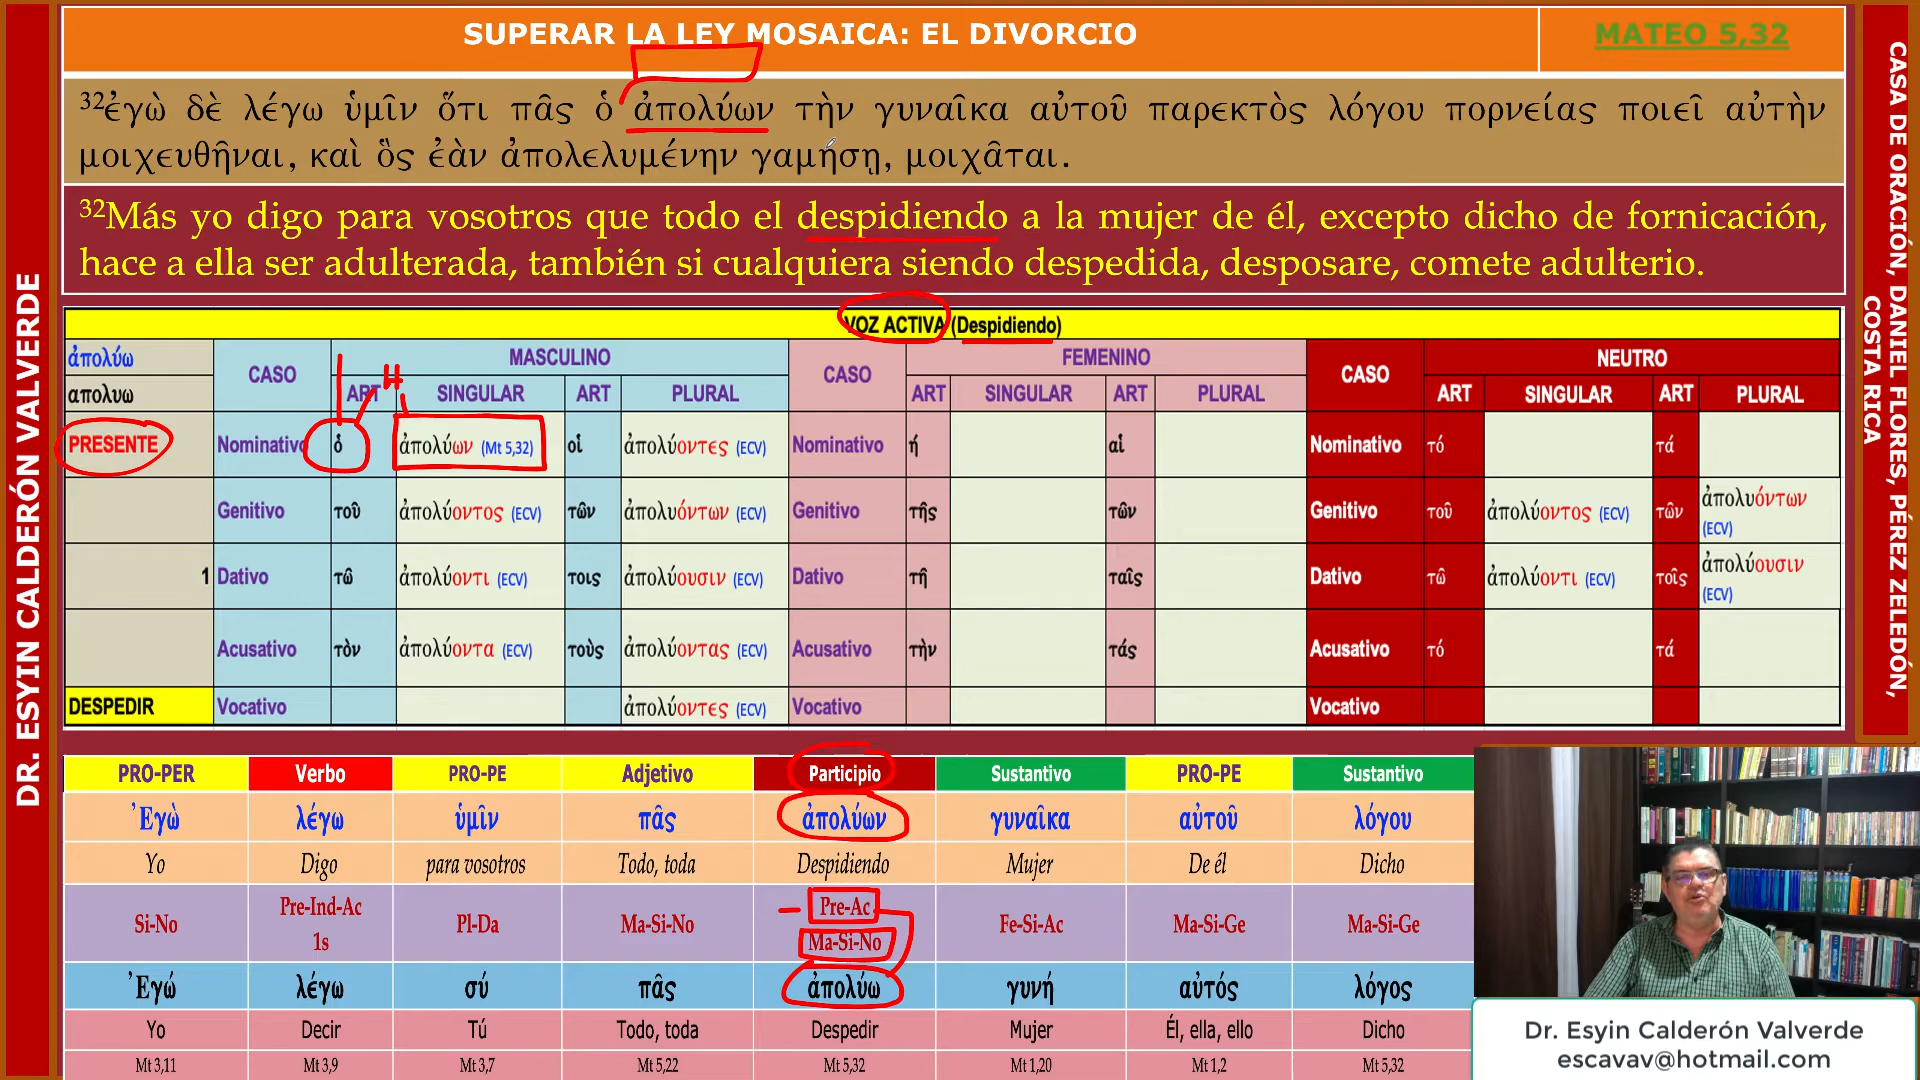 SUPERAR LA LEY MOSAICA: EL DIVORCIO
MATEO 5,32
32ἐγὼ δὲ λέγω ὑμῖν ὅτι πᾶς ὁ ἀπολύων τὴν γυναῖκα αὐτοῦ παρεκτὸς λόγου πορνείας ποιεῖ αὐτὴν
μοιχευθῆναι, καὶ ὃς ἐὰν ἀπολελυμένην γαμήσῃ, μοιχᾶται.
32Más yo digo para vosotros que todo el despidiendo a la mujer de él, excepto dicho de fornicación,
hace a ella ser adulterada, también si cualquiera siendo despedida, desposare, comete adulterio.
DR. ESYIN CALDERÓN VALVERDE
CASA DE ORACIÓN, DANIEL FLORES, PÉREZ ZELEDÓN,
COSTA RICA
VOZ ACTIVA (Despidiendo)
ἀπολύω CASO MASCULINO CASO FEMENINO CASO NEUTRO
απολυω ART SINGULAR ART PLURAL ART SINGULAR ART PLURAL ART SINGULAR ART PLURAL
PRESENTE Nominativo ὁ ἀπολύων (Mt 5,32) οἱ ἀπολύοντες (ECV) Nominativo ἡ αἱ Nominativo τό τά
Genitivo τοῦ ἀπολύοντος (ECV) τῶν ἀπολυόντων (ECV) Genitivo τῆς τῶν Genitivo τοῦ ἀπολύοντος (ECV) τῶν ἀπολυόντων (ECV)
1 Dativo τῶ ἀπολύοντι (ECV) τοις ἀπολύουσιν (ECV) Dativo τῆ ταῖς Dativo τῶ ἀπολύοντι (ECV) τοῖς ἀπολύουσιν (ECV)
Acusativo τὸν ἀπολύοντα (ECV) τοὺς ἀπολύοντας (ECV) Acusativo τὴν τάς Acusativo τό τά
DESPEDIR Vocativo ἀπολύοντες (ECV) Vocativo Vocativo
PRO-PER Verbo PRO-PE Adjetivo Participio Sustantivo PRO-PE Sustantivo
Ἐγὼ λέγω ὑμῖν πᾶς ἀπολύων γυναῖκα αὐτοῦ λόγου
Yo Digo para vosotros Todo, toda Despidiendo Mujer De él Dicho
Si-No Pre-Ind-Ac 1s Pl-Da Ma-Si-No Pre-Ac Ma-Si-No Fe-Si-Ac Ma-Si-Ge Ma-Si-Ge
Ἐγώ λέγω σύ πᾶς ἀπολύω γυνή αὐτός λόγος
Yo Decir Tú Todo, toda Despedir Mujer Él, ella, ello Dicho
Mt 3,11 Mt 3,9 Mt 3,7 Mt 5,22 Mt 5,32 Mt 1,20 Mt 1,2 Mt 5,32
Dr. Esyin Calderón Valverde
escavav@hotmail.com